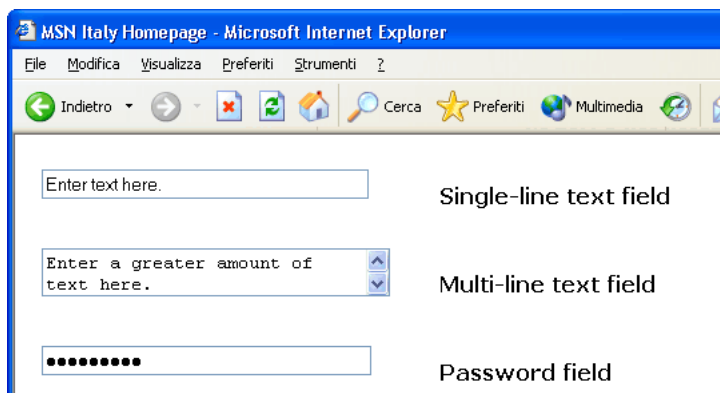 MSN Italy Homepage - Microsoft Internet Explorer
File Modifica Visualizza Preferiti Strumenti ?
Indietro Cerca Preferiti Multimedia
Enter text here. Single-line text field
Enter a greater amount of
text here. Multi-line text field
●●●●●●●●● Password field